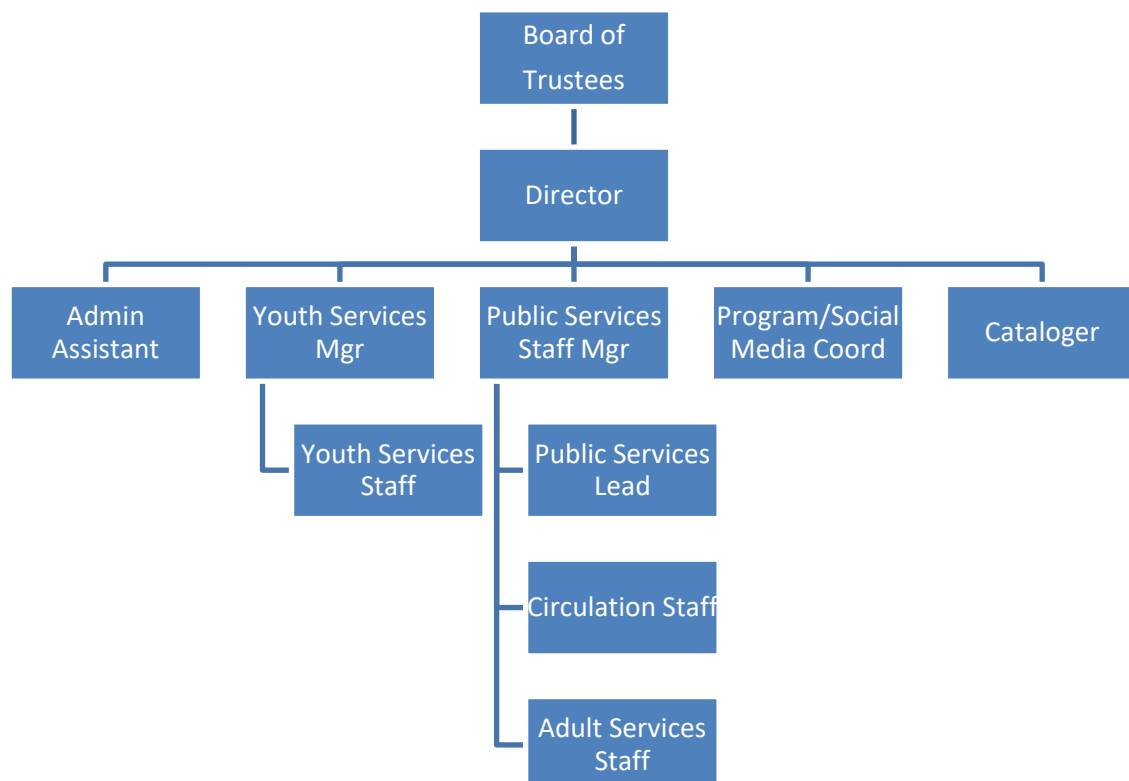 Board of
Trustees
Director
Admin
Assistant
Youth Services
Mgr
Public Services
Staff Mgr
Program/Social
Media Coord
Cataloger
Youth Services
Staff
Public Services
Lead
Circulation Staff
Adult Services
Staff